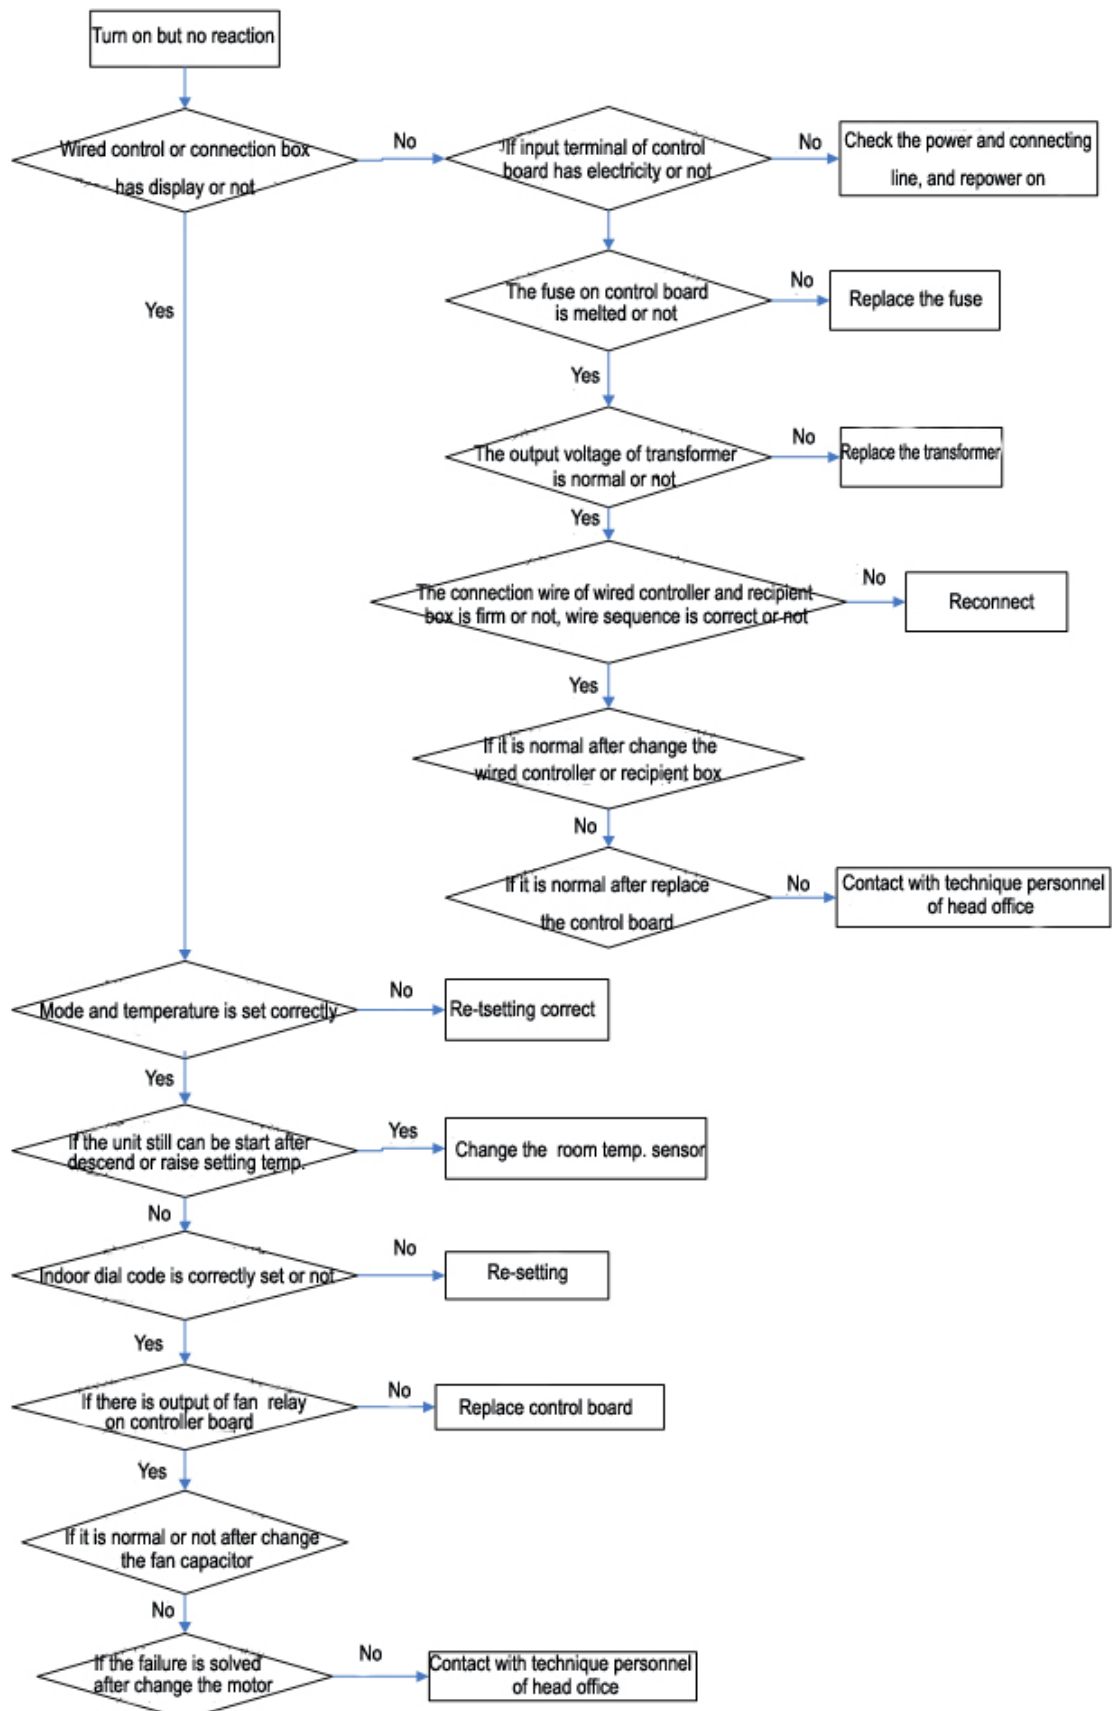 Turn on but no reaction
Wired control or connection box
has display or not
No
If input terminal of control
board has electricity or not
No
Check the power and connecting
line, and repower on
Yes
The fuse on control board
is melted or not
No
Replace the fuse
Yes
The output voltage of transformer
is normal or not
No
Replace the transformer
Yes
The connection wire of wired controller and recipient
box is firm or not, wire sequence is correct or not
No
Reconnect
Yes
If it is normal after change the
wired controller or recipient box
No
If it is normal after replace
the control board
No
Contact with technique personnel
of head office
Mode and temperature is set correctly
No
Re-tsetting correct
Yes
If the unit still can be start after
descend or raise setting temp.
Yes
Change the room temp. sensor
No
Indoor dial code is correctly set or not
No
Re-setting
Yes
If there is output of fan relay
on controller board
No
Replace control board
Yes
If it is normal or not after change
the fan capacitor
No
If the failure is solved
after change the motor
No
Contact with technique personnel
of head office